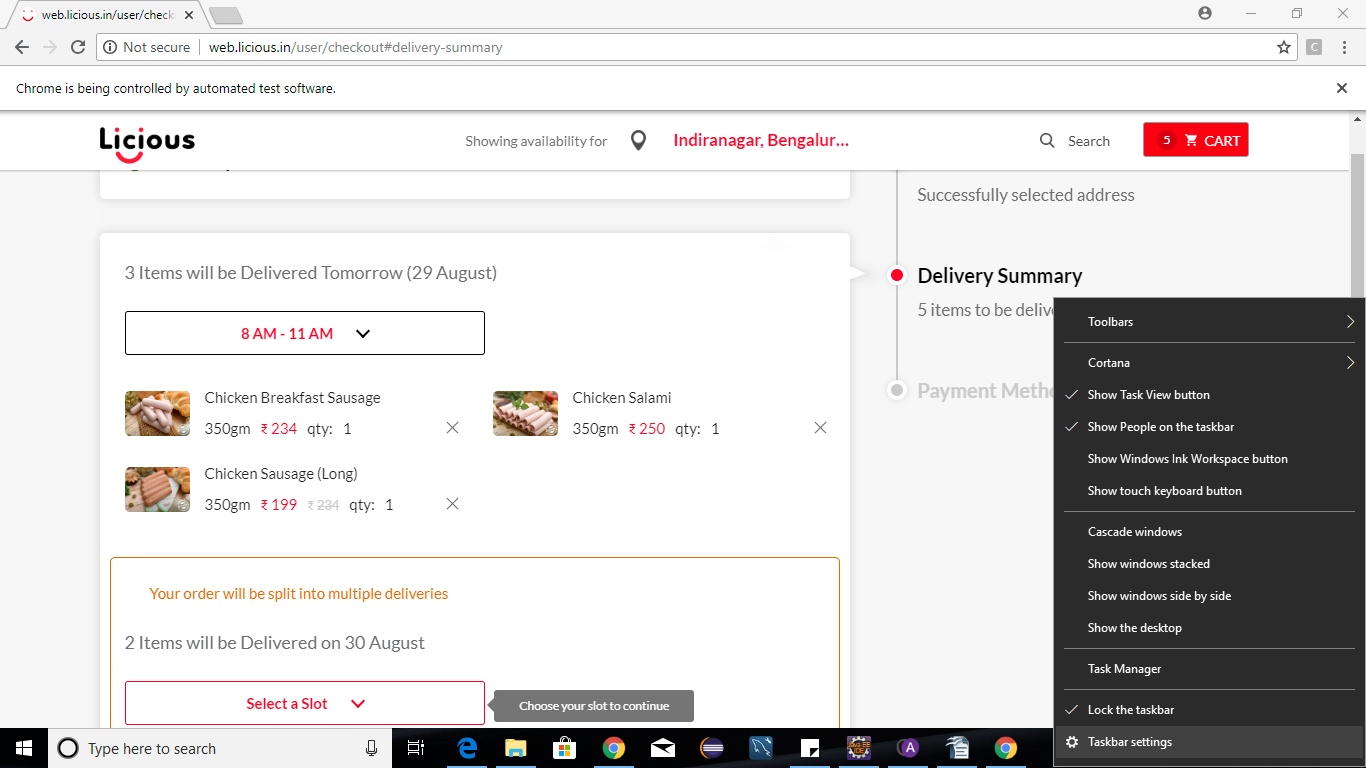 web.licious.in/user/check
Not secure
web.licious.in/user/checkout#delivery-summary
C
Chrome is being controlled by automated test software.
Licious
Showing availability for
Indiranagar, Bengalur...
Search
5 CART
Successfully selected address
3 Items will be Delivered Tomorrow (29 August)
8 AM - 11 AM
Chicken Breakfast Sausage
350gm ₹ 234 qty: 1
Chicken Salami
350gm ₹ 250 qty: 1
Chicken Sausage (Long)
350gm ₹ 199 ₹ 234 qty: 1
Your order will be split into multiple deliveries
2 Items will be Delivered on 30 August
Select a Slot
Choose your slot to continue
Delivery Summary
5 items to be delive
Payment Metho
Toolbars
Cortana
Show Task View button
Show People on the taskbar
Show Windows Ink Workspace button
Show touch keyboard button
Cascade windows
Show windows stacked
Show windows side by side
Show the desktop
Task Manager
Lock the taskbar
Taskbar settings
Type here to search
A